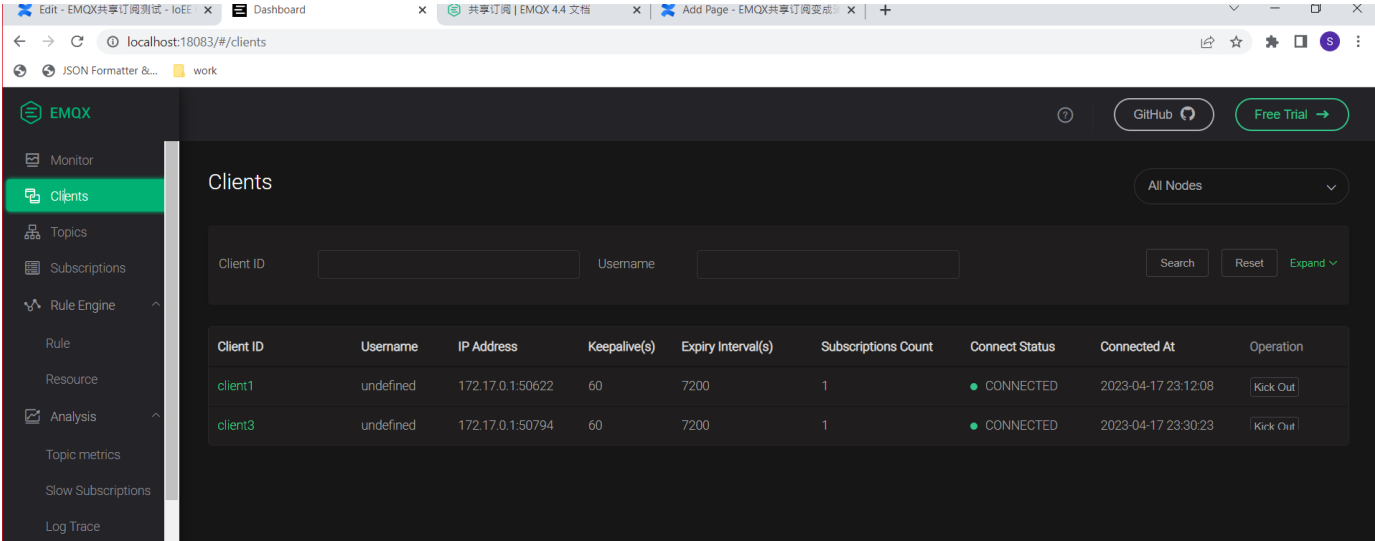 Edit - EMQX共享订阅测试 - IoEE
Dashboard
共享订阅 | EMQX 4.4 文档
Add Page - EMQX共享订阅变成
localhost:18083/#/clients
S
JSON Formatter &...
work
EMQX
GitHub
Free Trial →
Monitor
Clients
All Nodes
Clients
Topics
Subscriptions
Client ID
Username
Search
Reset
Expand
Rule Engine
Rule
Resource
Analysis
Topic metrics
Slow Subscriptions
Log Trace
Client ID Username IP Address Keepalive(s) Expiry Interval(s) Subscriptions Count Connect Status Connected At Operation
client1 undefined 172.17.0.1:50622 60 7200 1 CONNECTED 2023-04-17 23:12:08 Kick Out
client3 undefined 172.17.0.1:50794 60 7200 1 CONNECTED 2023-04-17 23:30:23 Kick Out